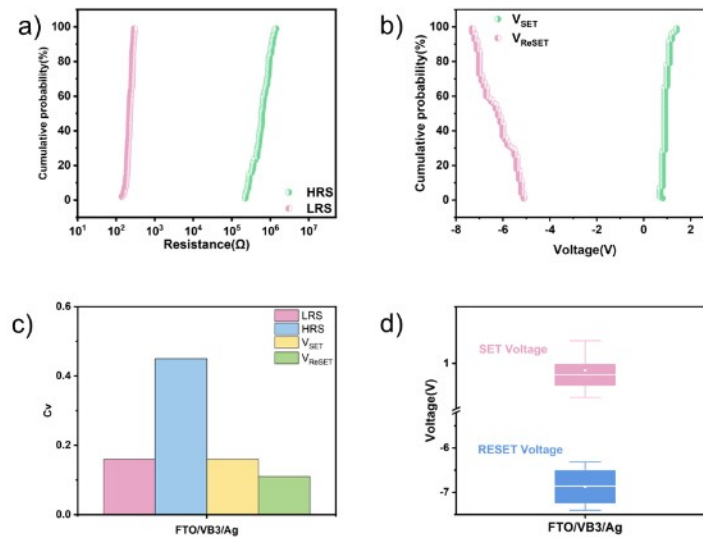 a)
Cumulative probability(%)
100
80
60
40
20
0
HRS
LRS
10¹ 10² 10³ 10⁴ 10⁵ 10⁶ 10⁷
Resistance(Ω)
b)
Cumulative probability(%)
100
80
60
40
20
0
V_SET
V_ReSET
-8 -6 -4 -2 0 2
Voltage(V)
c)
Cv
0.6
0.4
0.2
0.0
LRS
HRS
V_SET
V_ReSET
FTO/VB3/Ag
d)
Voltage(V)
1
-6
-7
SET Voltage
RESET Voltage
FTO/VB3/Ag